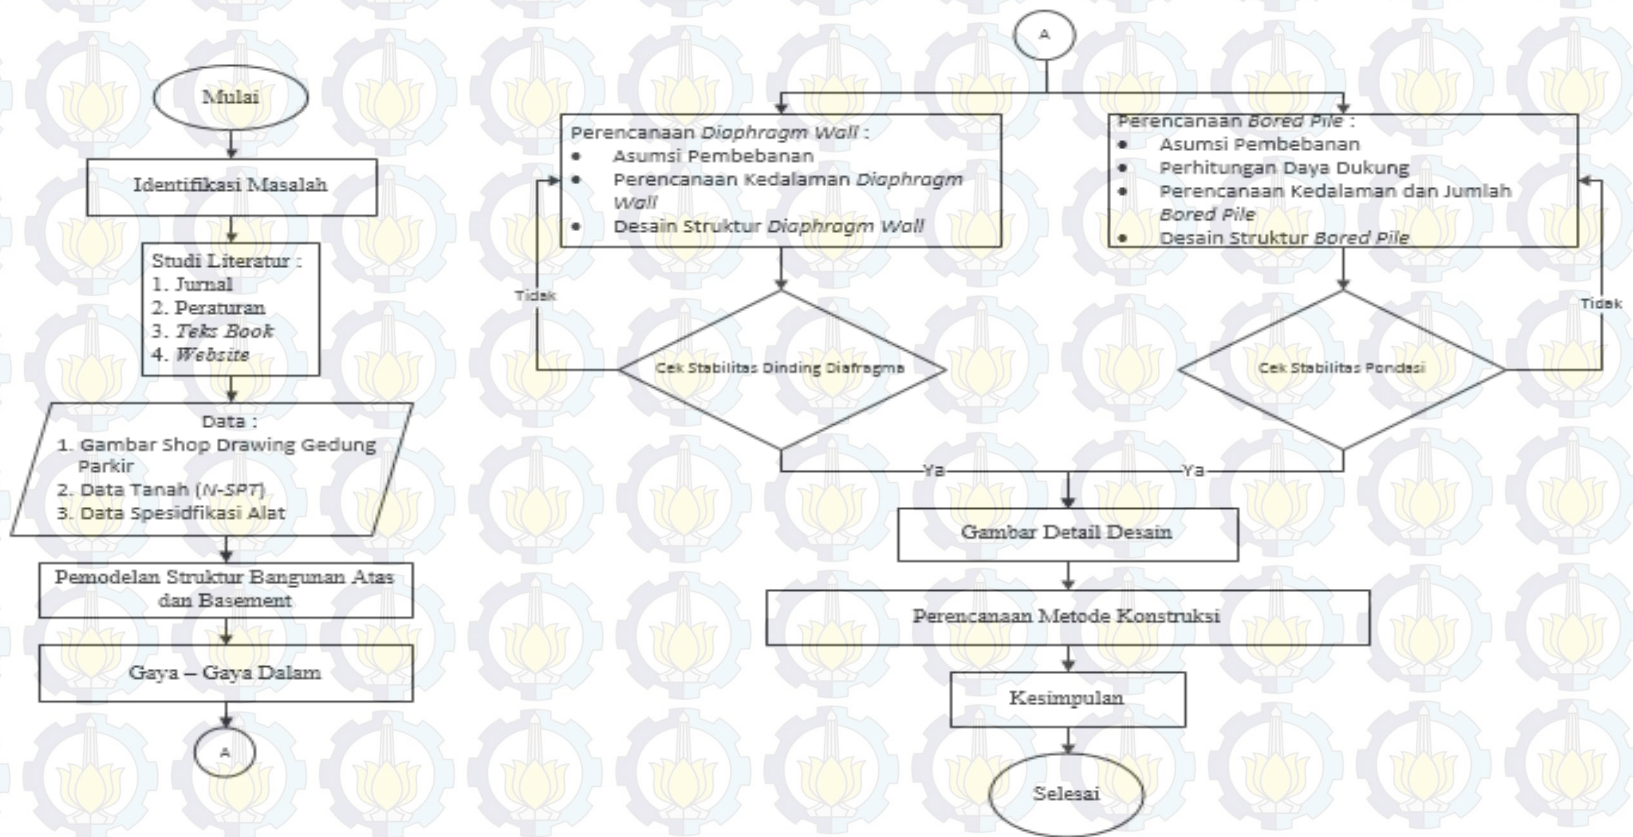 Mulai
Identifikasi Masalah
Studi Literatur :
1. Jurnal
2. Peraturan
3. Teks Book
4. Website
Data :
1. Gambar Shop Drawing Gedung
Parkir
2. Data Tanah (N-SPT)
3. Data Spesidfikasi Alat
Pemodelan Struktur Bangunan Atas
dan Basement
Gaya – Gaya Dalam
A
A
Perencanaan Diaphragm Wall :
• Asumsi Pembebanan
• Perencanaan Kedalaman Diaphragm
Wall
• Desain Struktur Diaphragm Wall
Tidak
Cek Stabilitas Dinding Diafragma
Ya
Perencanaan Bored Pile :
• Asumsi Pembebanan
• Perhitungan Daya Dukung
• Perencanaan Kedalaman dan Jumlah
Bored Pile
• Desain Struktur Bored Pile
Tidak
Cek Stabilitas Pondasi
Ya
Gambar Detail Desain
Perencanaan Metode Konstruksi
Kesimpulan
Selesai